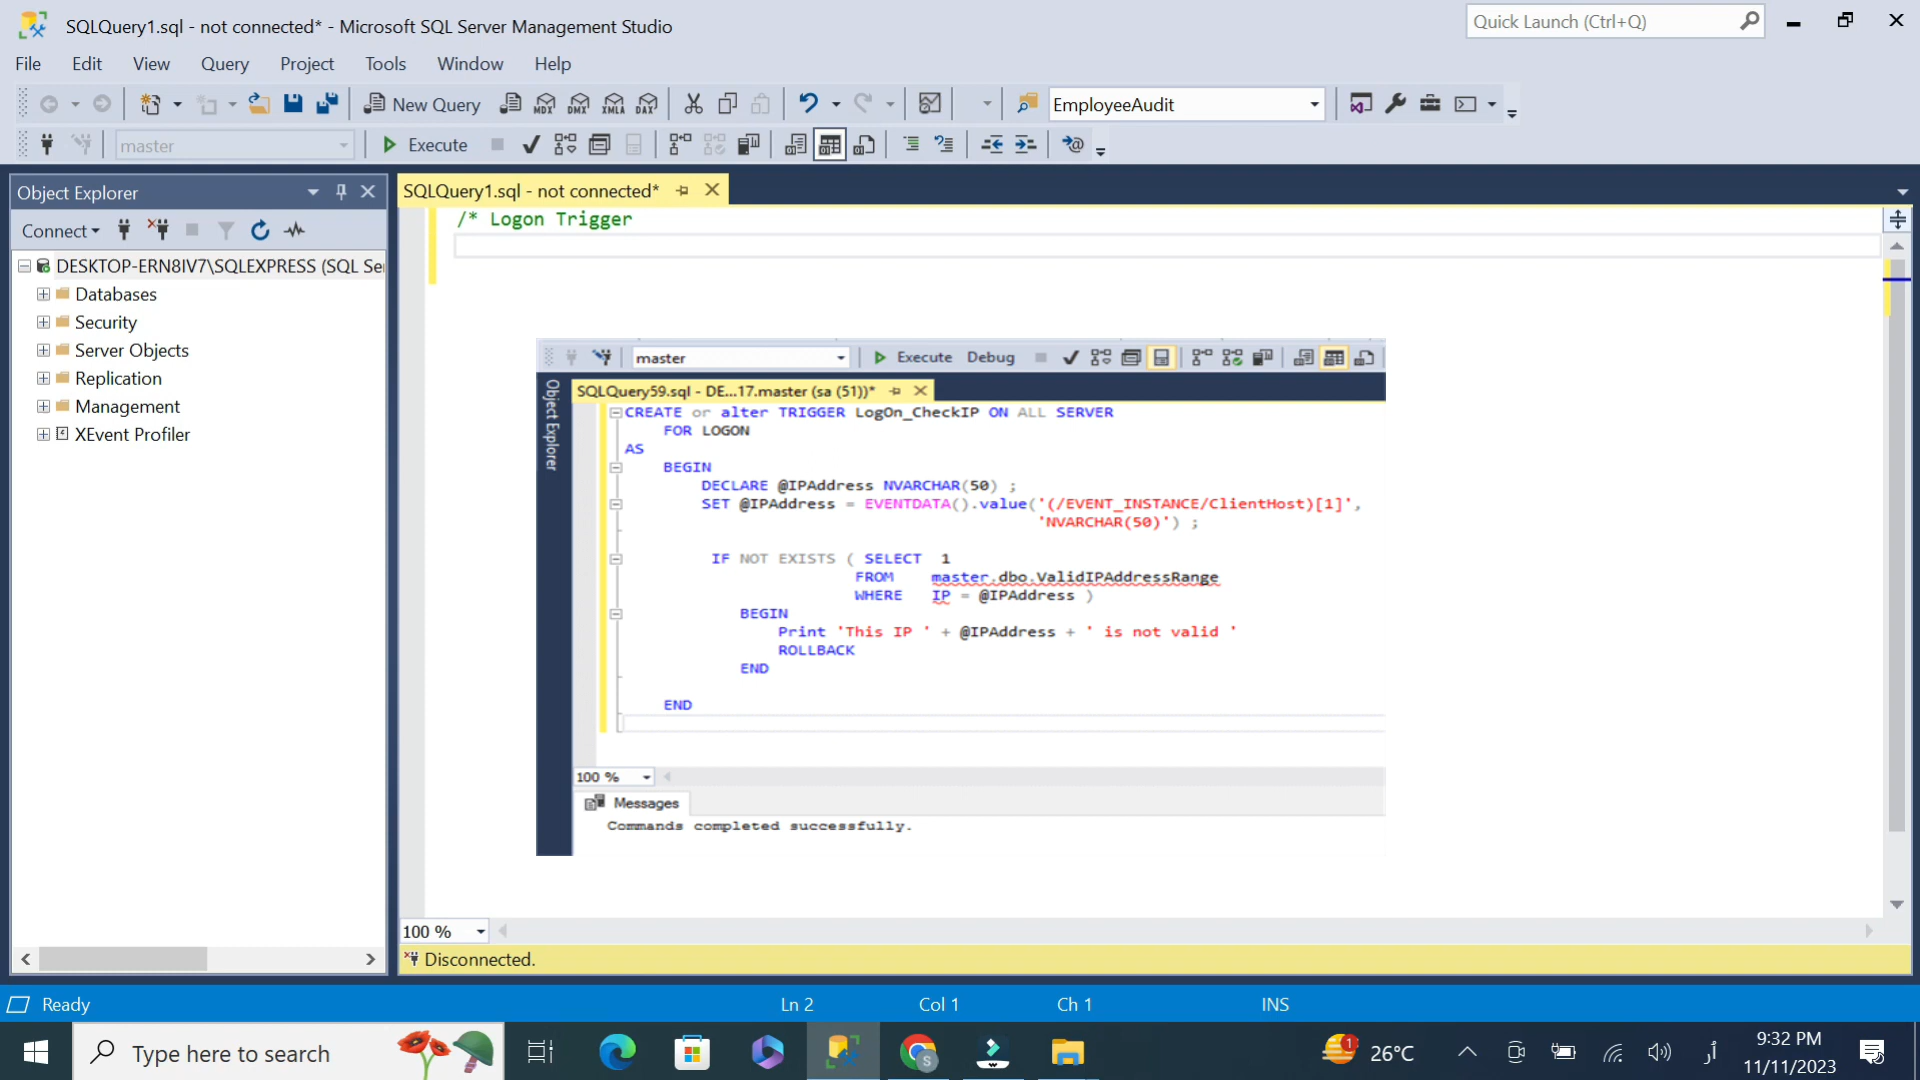 SQLQuery1.sql - not connected* - Microsoft SQL Server Management Studio
Quick Launch (Ctrl+Q)
File Edit View Query Project Tools Window Help
New Query MDX DMX XMLA DAX EmployeeAudit
master Execute
Object Explorer
SQLQuery1.sql - not connected*
Connect
/* Logon Trigger
DESKTOP-ERN8IV7\SQLEXPRESS (SQL Se
Databases
Security
Server Objects
Replication
Management
XEvent Profiler
master Execute Debug
Object Explorer
SQLQuery59.sql - DE...17.master (sa (51))*
CREATE or alter TRIGGER LogOn_CheckIP ON ALL SERVER
FOR LOGON
AS
BEGIN
DECLARE @IPAddress NVARCHAR(50) ;
SET @IPAddress = EVENTDATA().value('(/EVENT_INSTANCE/ClientHost)[1]',
'NVARCHAR(50)') ;
IF NOT EXISTS ( SELECT 1
FROM master.dbo.ValidIPAddressRange
WHERE IP = @IPAddress )
BEGIN
Print 'This IP ' + @IPAddress + ' is not valid '
ROLLBACK
END
END
100 %
Messages
Commands completed successfully.
100 %
Disconnected.
Ready Ln 2 Col 1 Ch 1 INS
Type here to search
S
1
26°C
أر
9:32 PM
11/11/2023